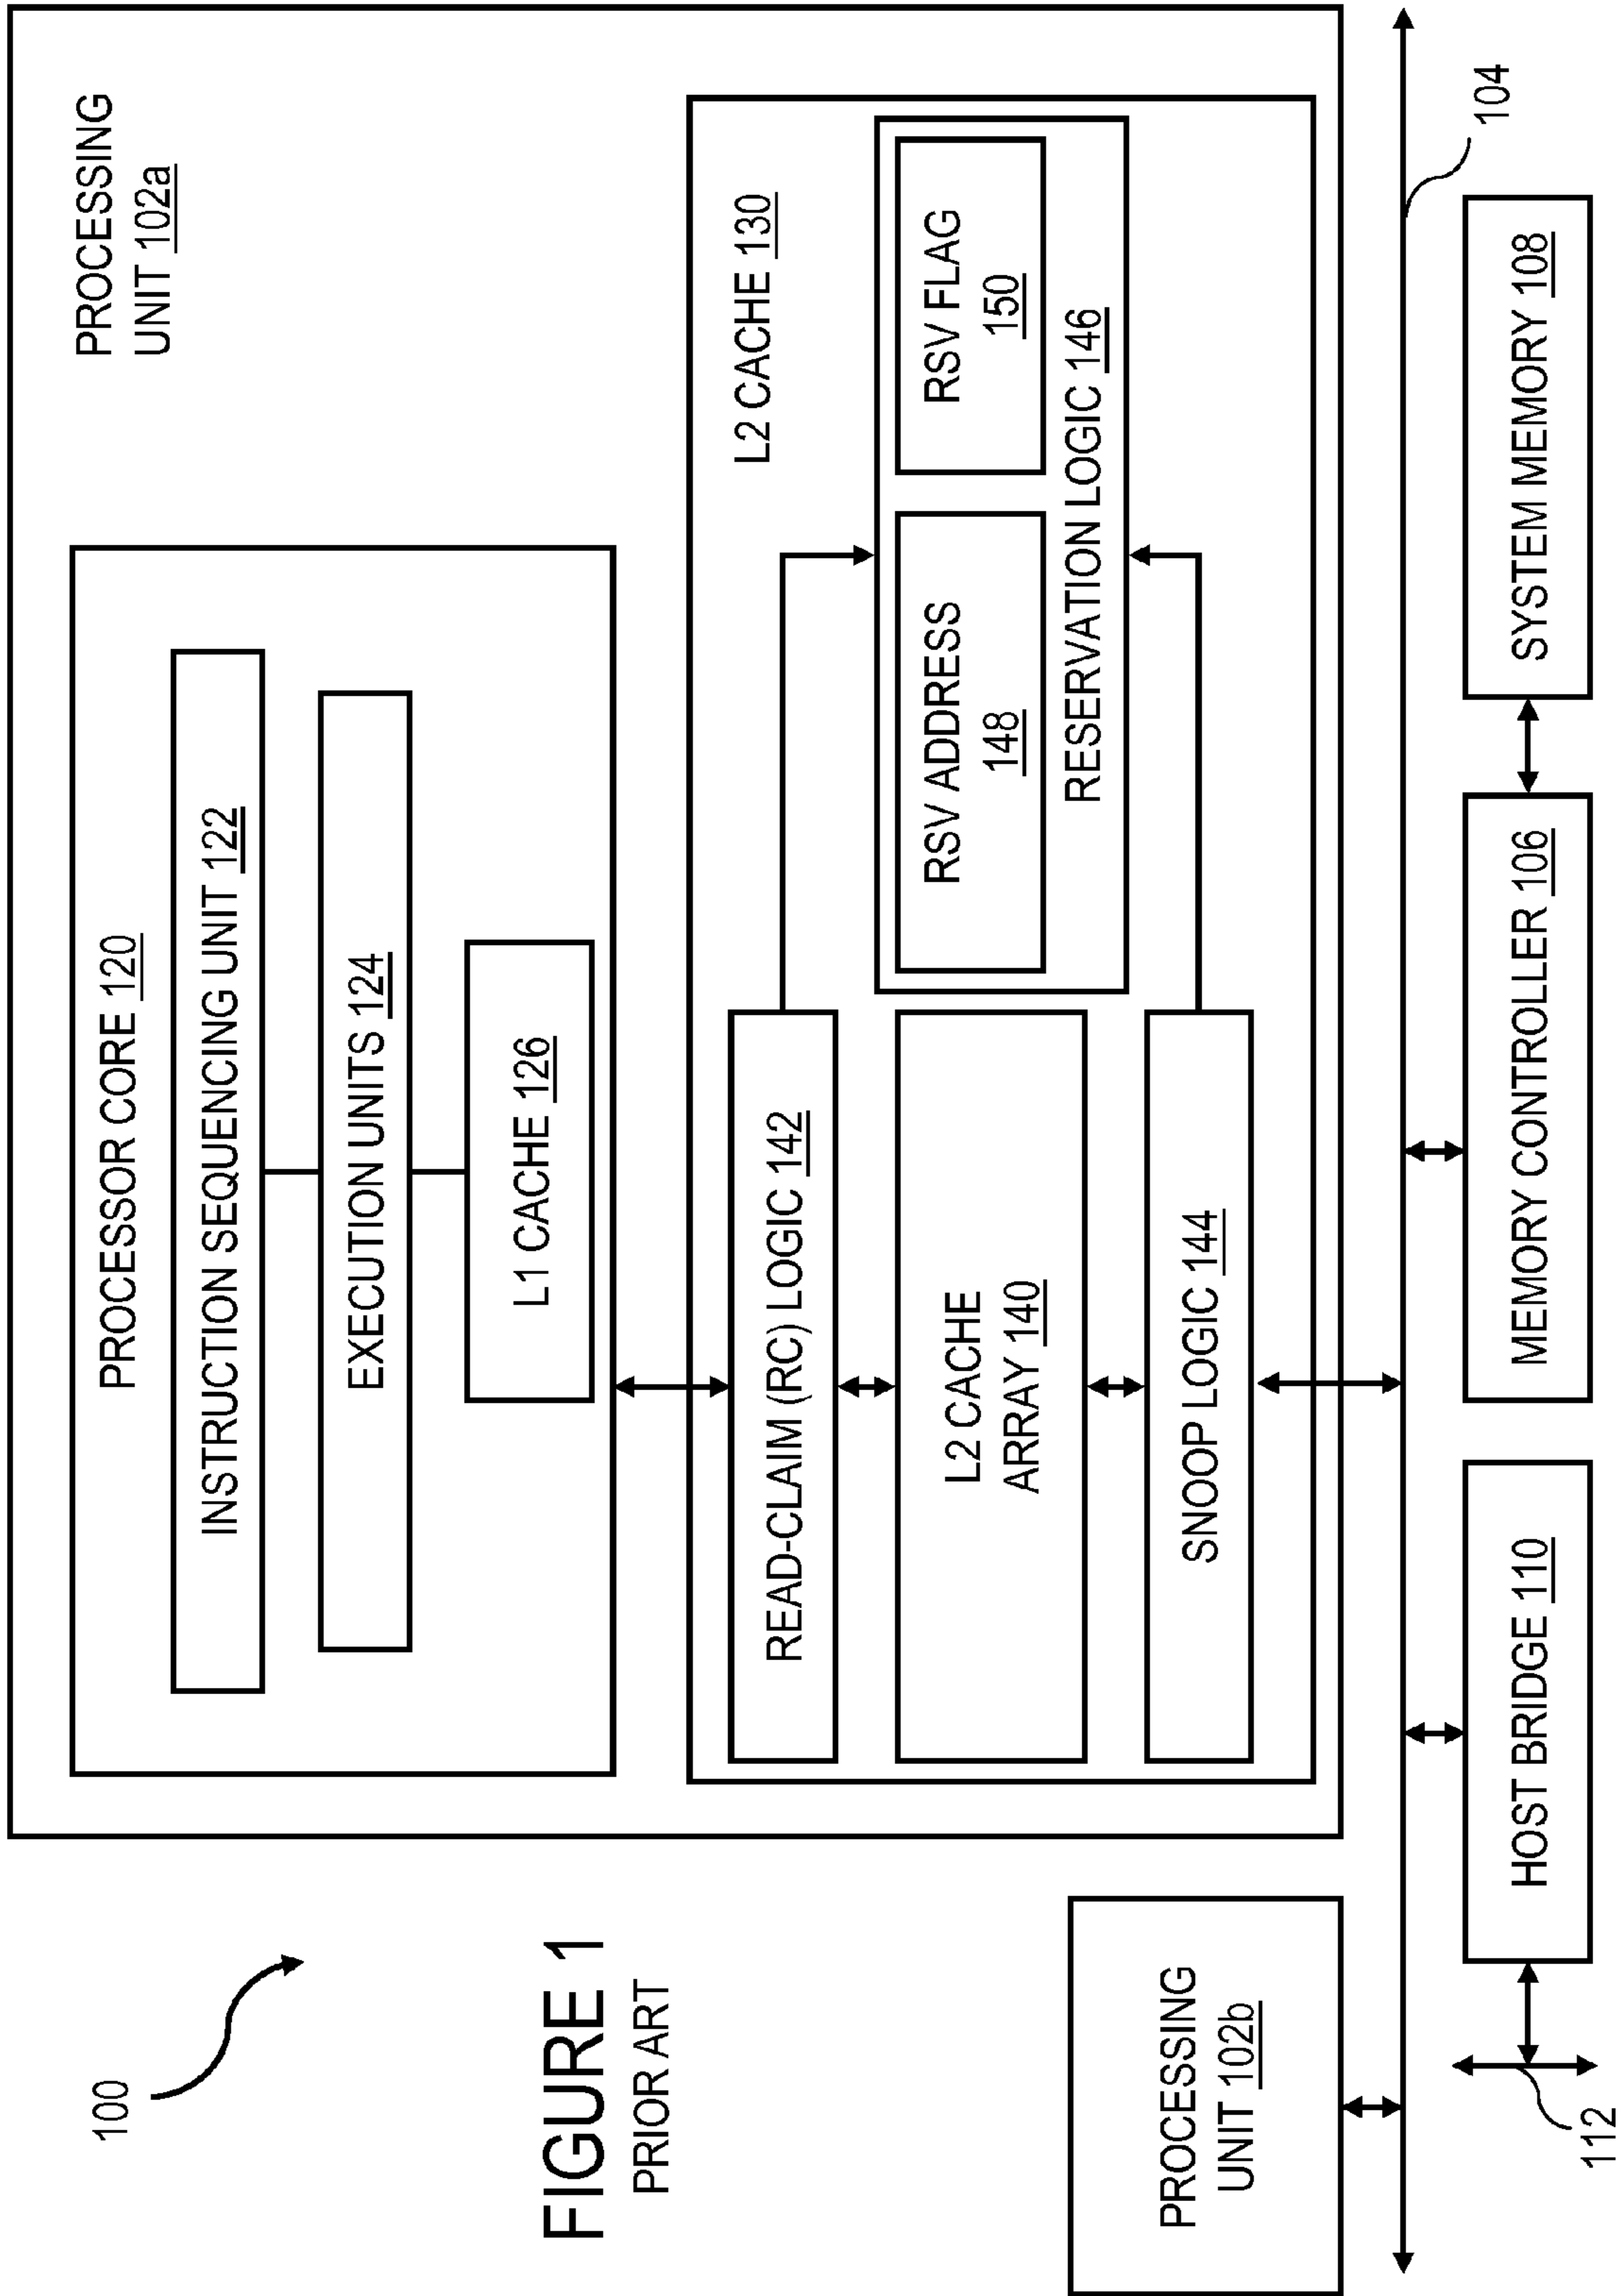 100
FIGURE 1
PRIOR ART
PROCESSING
UNIT 102a
PROCESSOR CORE 120
INSTRUCTION SEQUENCING UNIT 122
EXECUTION UNITS 124
L1 CACHE 126
L2 CACHE 130
READ-CLAIM (RC) LOGIC 142
L2 CACHE
ARRAY 140
SNOOP LOGIC 144
RSV ADDRESS
148
RSV FLAG
150
RESERVATION LOGIC 146
PROCESSING
UNIT 102b
104
112
HOST BRIDGE 110
MEMORY CONTROLLER 106
SYSTEM MEMORY 108